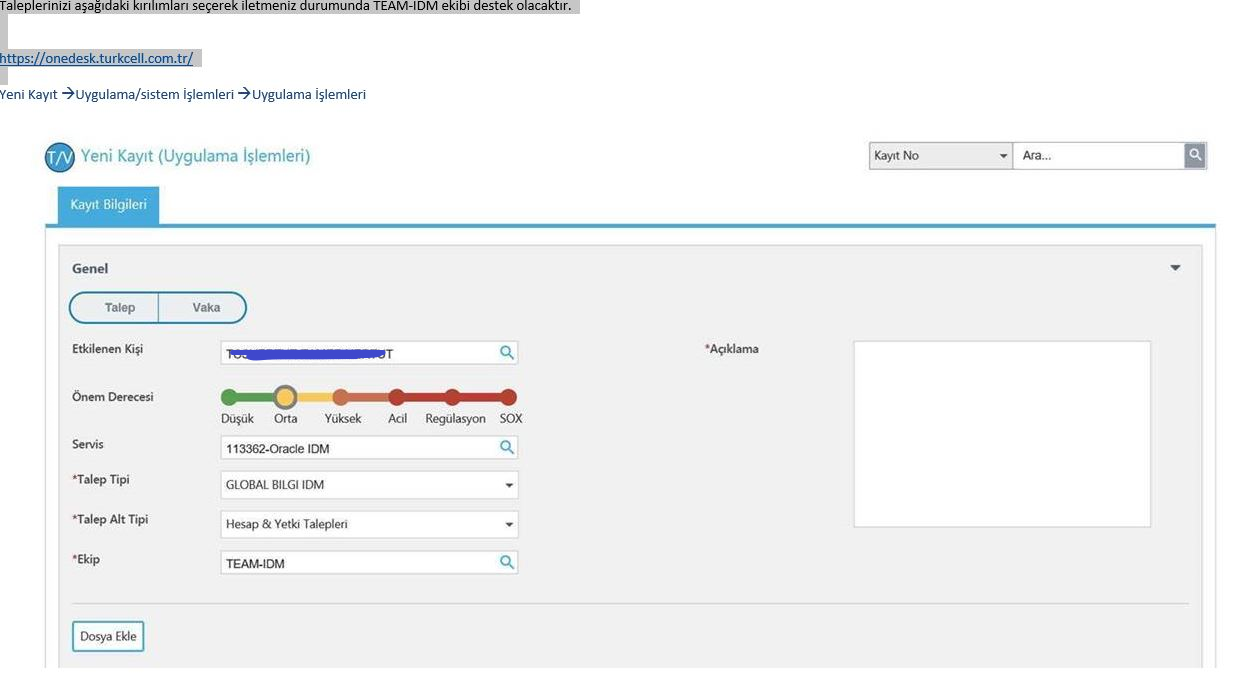 Taleplerinizi aşağıdaki kırılımları seçerek iletmeniz durumunda TEAM-IDM ekibi destek olacaktır.
https://onedesk.turkcell.com.tr/
Yeni Kayıt →Uygulama/sistem İşlemleri →Uygulama İşlemleri
Yeni Kayıt (Uygulama İşlemleri)
Kayıt No
Ara...
Kayıt Bilgileri
Genel
Talep
Vaka
Etkilenen Kişi
*Açıklama
Önem Derecesi
Düşük Orta Yüksek Acil Regülasyon SOX
Servis
113362-Oracle IDM
*Talep Tipi
GLOBAL BILGI IDM
*Talep Alt Tipi
Hesap & Yetki Talepleri
*Ekip
TEAM-IDM
Dosya Ekle